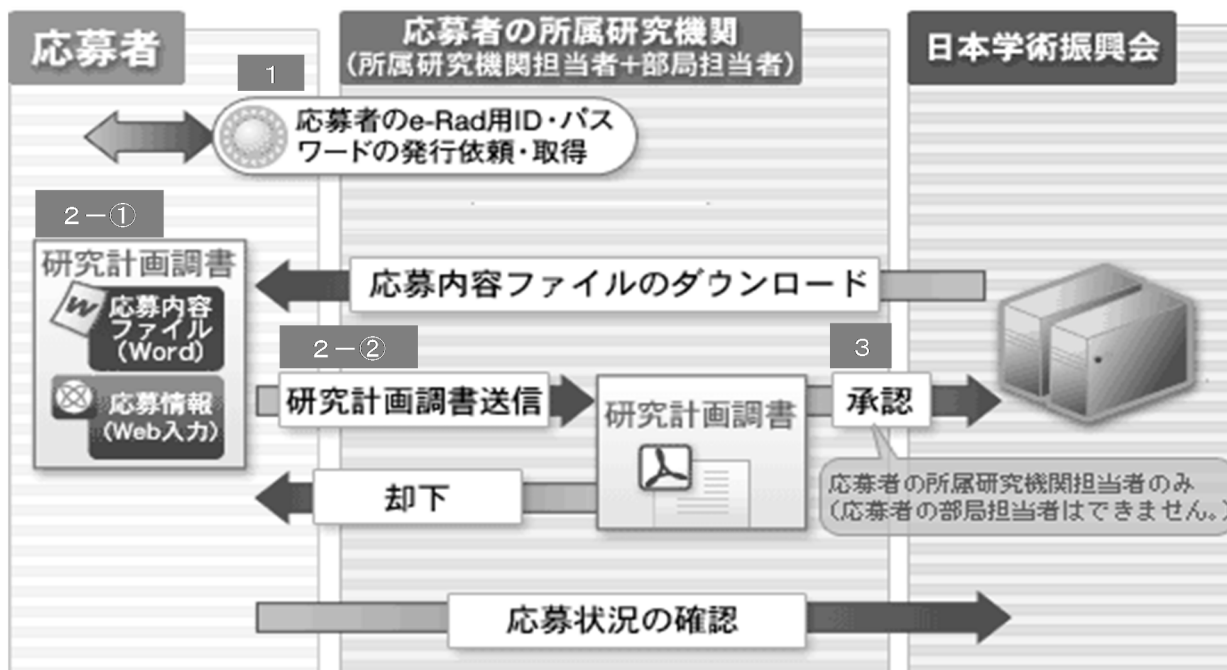 応募者
応募者の所属研究機関
(所属研究機関担当者+部局担当者)
日本学術振興会
1
応募者のe-Rad用ID・パス
ワードの発行依頼・取得
2-①
研究計画調書
W
応募内容
ファイル
(Word)
応募情報
(Web入力)
応募内容ファイルのダウンロード
2-②
研究計画調書送信
研究計画調書
3
承認
応募者の所属研究機関担当者のみ
(応募者の部局担当者はできません。)
却下
応募状況の確認